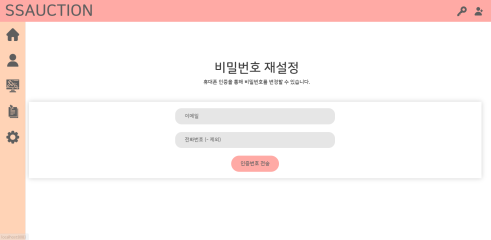 SSAUCTION
비밀번호 재설정
휴대폰 인증을 통해 비밀번호를 변경할 수 있습니다.
이메일
전화번호 (- 제외)
인증번호 전송